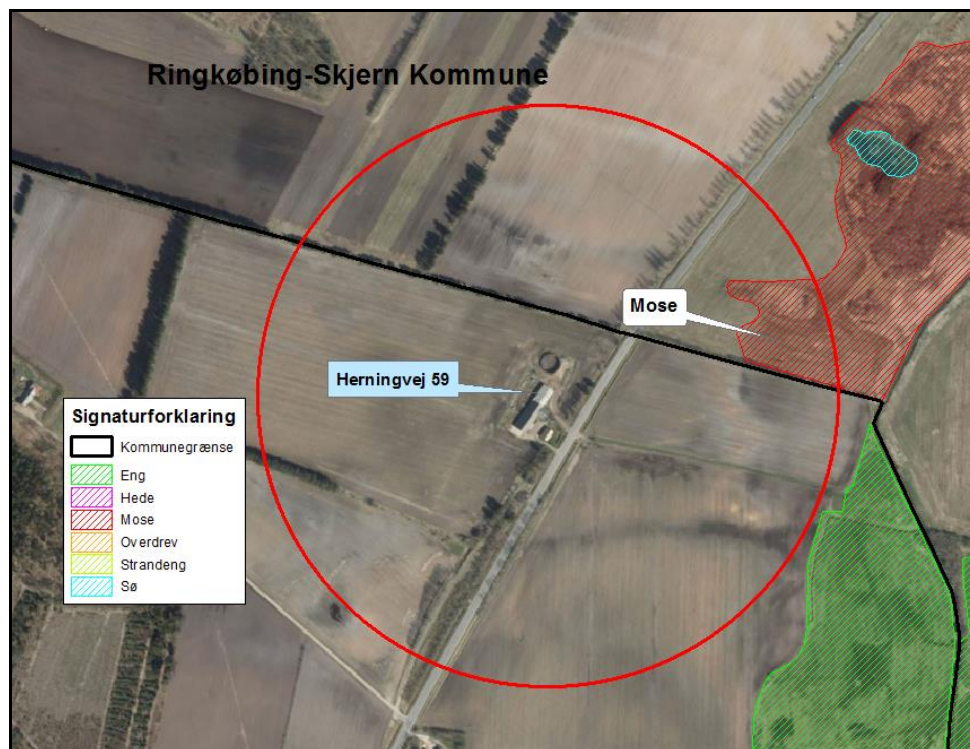 Ringkøbing-Skjern Kommune
Mose
Herningvej 59
Signaturforklaring
Kommunegrænse
Eng
Hede
Mose
Overdrev
Strandeng
Sø